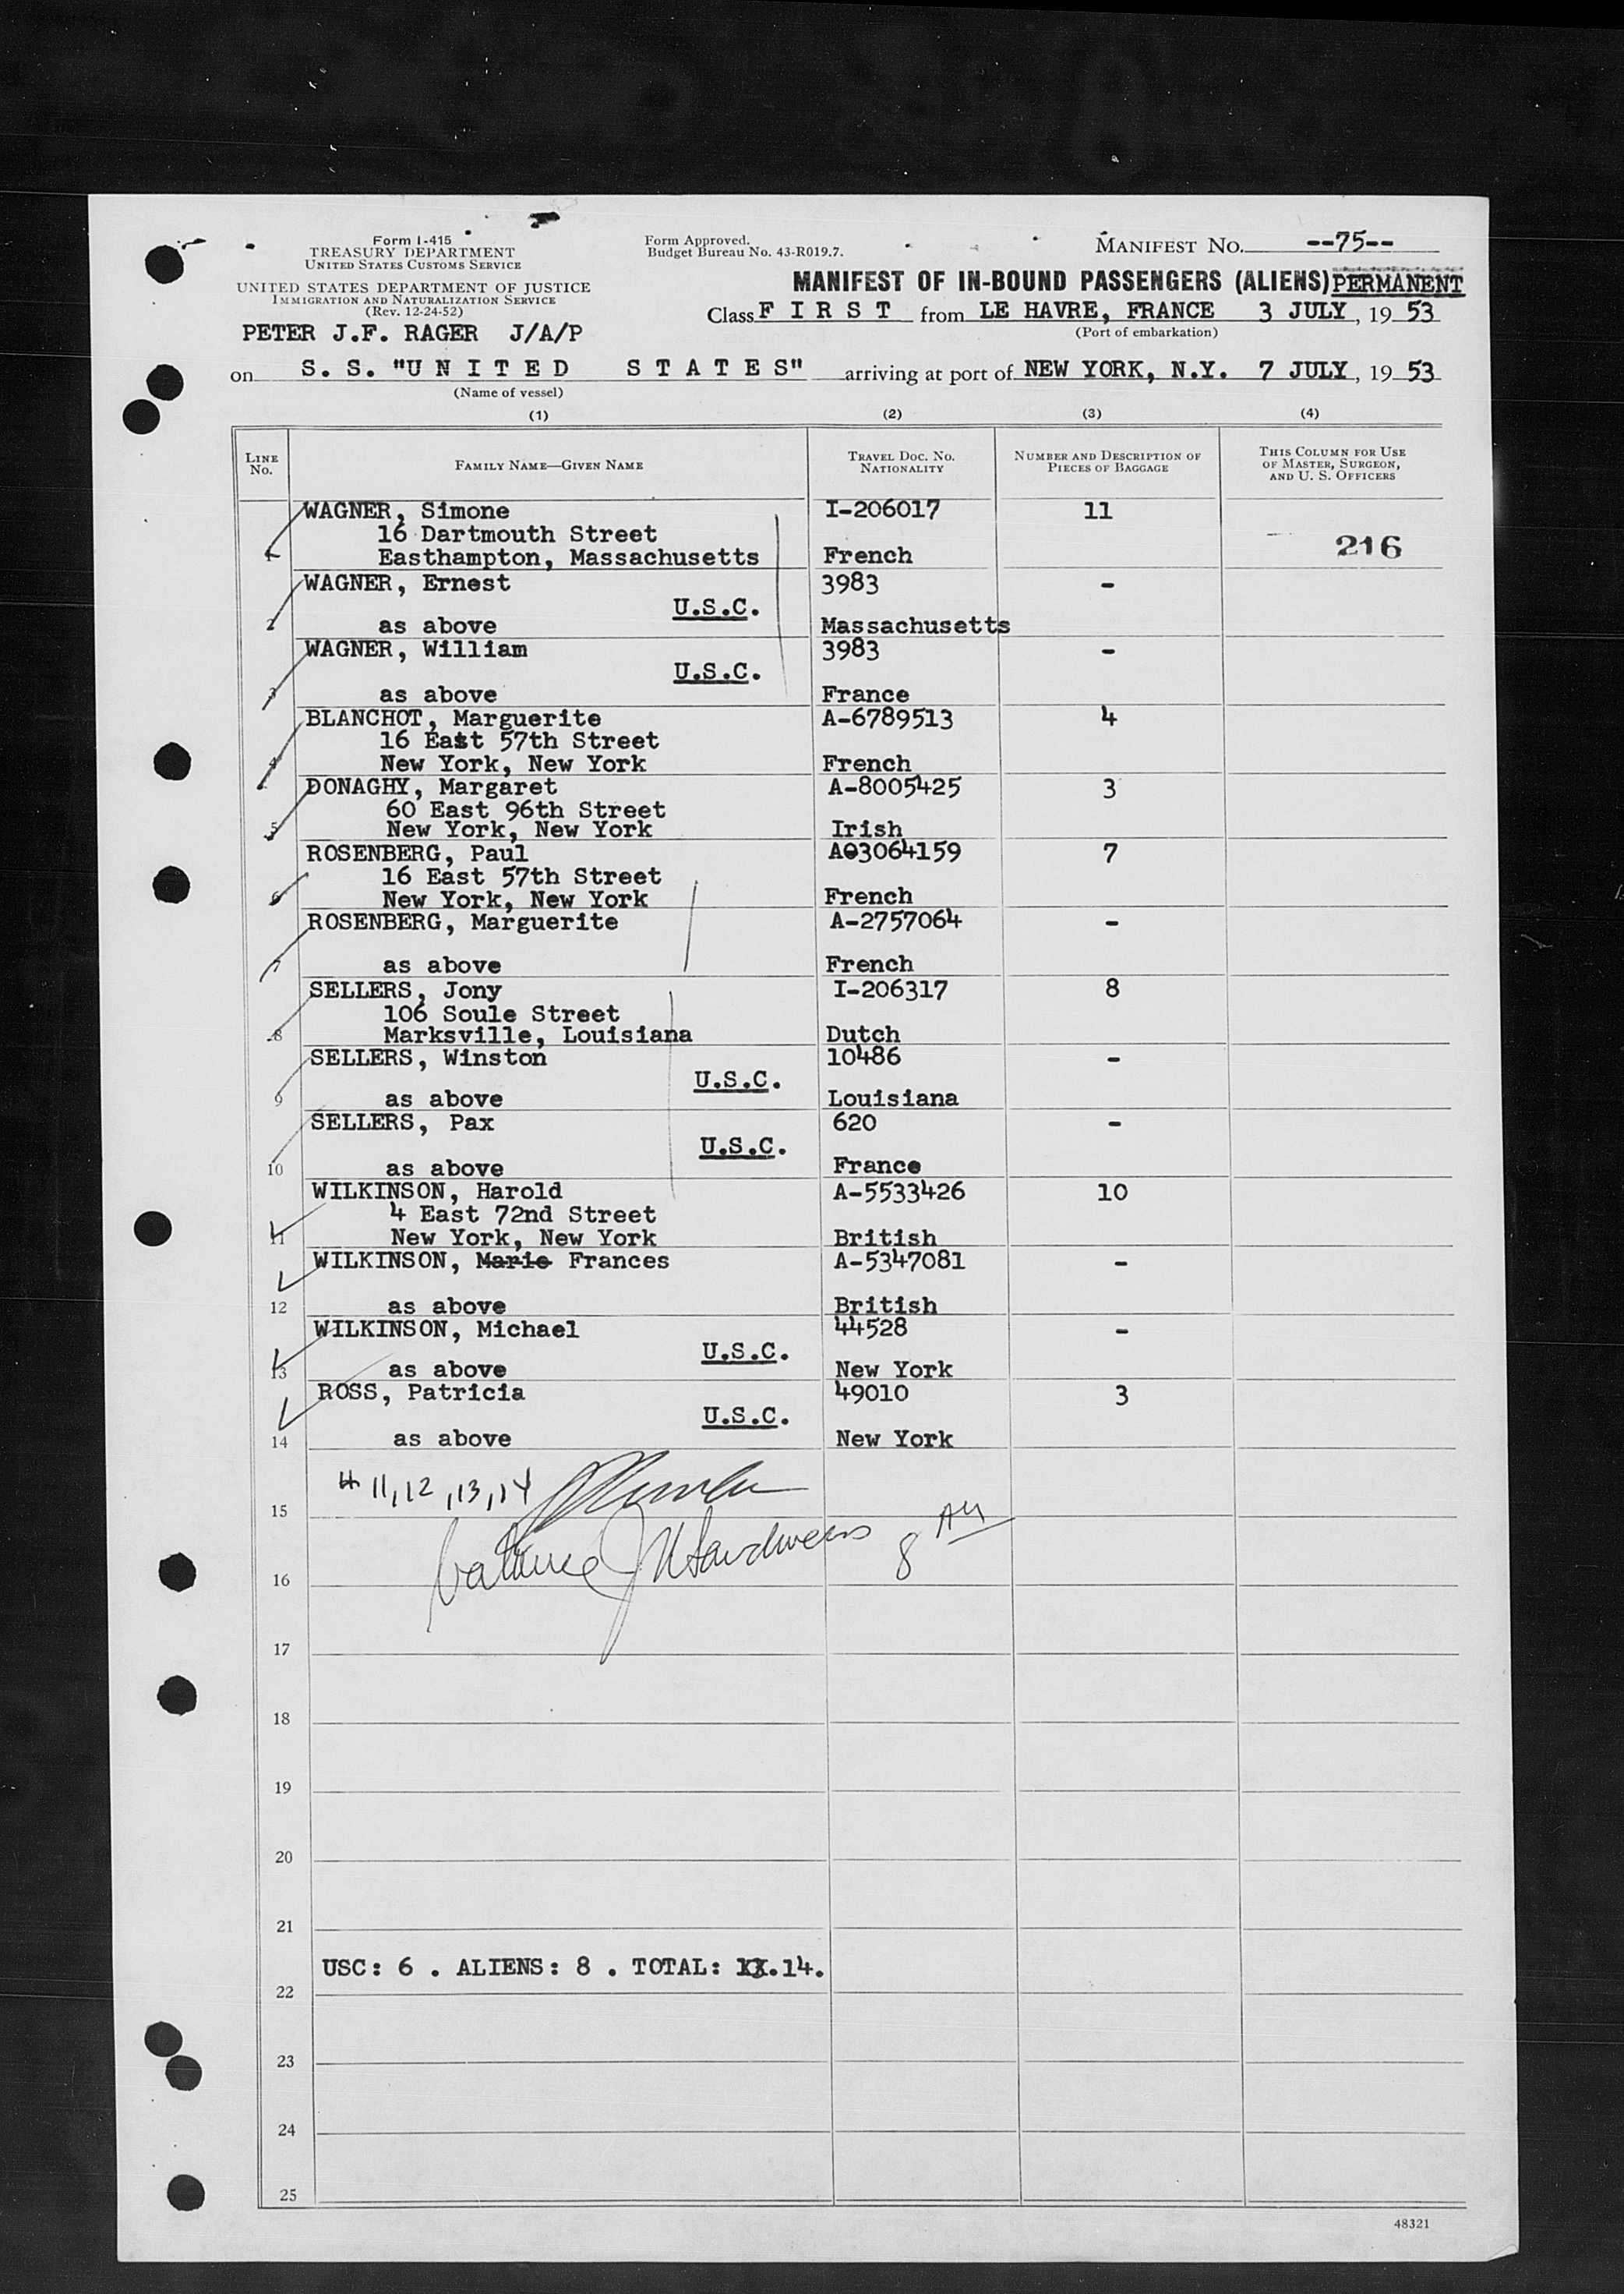 Form I-415
TREASURY DEPARTMENT
UNITED STATES CUSTOMS SERVICE
UNITED STATES DEPARTMENT OF JUSTICE
IMMIGRATION AND NATURALIZATION SERVICE
(Rev. 12-24-52)
Form Approved.
Budget Bureau No. 43-R019.7.
MANIFEST NO. --75--
MANIFEST OF IN-BOUND PASSENGERS (ALIENS) PERMANENT
Class F I R S T from LE HAVRE, FRANCE 3 JULY, 19 53
(Port of embarkation)
PETER J.F. RAGER J/A/P
on S. S. "U N I T E D S T A T E S" arriving at port of NEW YORK, N.Y. 7 JULY, 19 53
(Name of vessel)
(1) (2) (3) (4)
LINE No. FAMILY NAME—GIVEN NAME TRAVEL DOC. NO. NATIONALITY NUMBER AND DESCRIPTION OF PIECES OF BAGGAGE THIS COLUMN FOR USE OF MASTER, SURGEON, AND U. S. OFFICERS
WAGNER, Simone I-206017 11
16 Dartmouth Street
1 Easthampton, Massachusetts French 216
WAGNER, Ernest 3983 -
U.S.C.
2 as above Massachusetts
WAGNER, William 3983 -
U.S.C.
3 as above France
BLANCHOT, Marguerite A-6789513 4
16 East 57th Street
4 New York, New York French
DONAGHY, Margaret A-8005425 3
60 East 96th Street
5 New York, New York Irish
ROSENBERG, Paul A03064159 7
16 East 57th Street
6 New York, New York French
ROSENBERG, Marguerite A-2757064 -
7 as above French
SELLERS, Jony I-206317 8
106 Soule Street
8 Marksville, Louisiana Dutch
SELLERS, Winston 10486 -
U.S.C.
9 as above Louisiana
SELLERS, Pax 620 -
U.S.C.
10 as above France
WILKINSON, Harold A-5533426 10
4 East 72nd Street
11 New York, New York British
WILKINSON, Marie Frances A-5347081 -
12 as above British
WILKINSON, Michael 44528 -
U.S.C.
13 as above New York
ROSS, Patricia 49010 3
U.S.C.
14 as above New York
# 11,12,13,14
15
8 AM
16
17
18
19
20
21
USC: 6 . ALIENS: 8 . TOTAL: 14.
22
23
24
25
48321